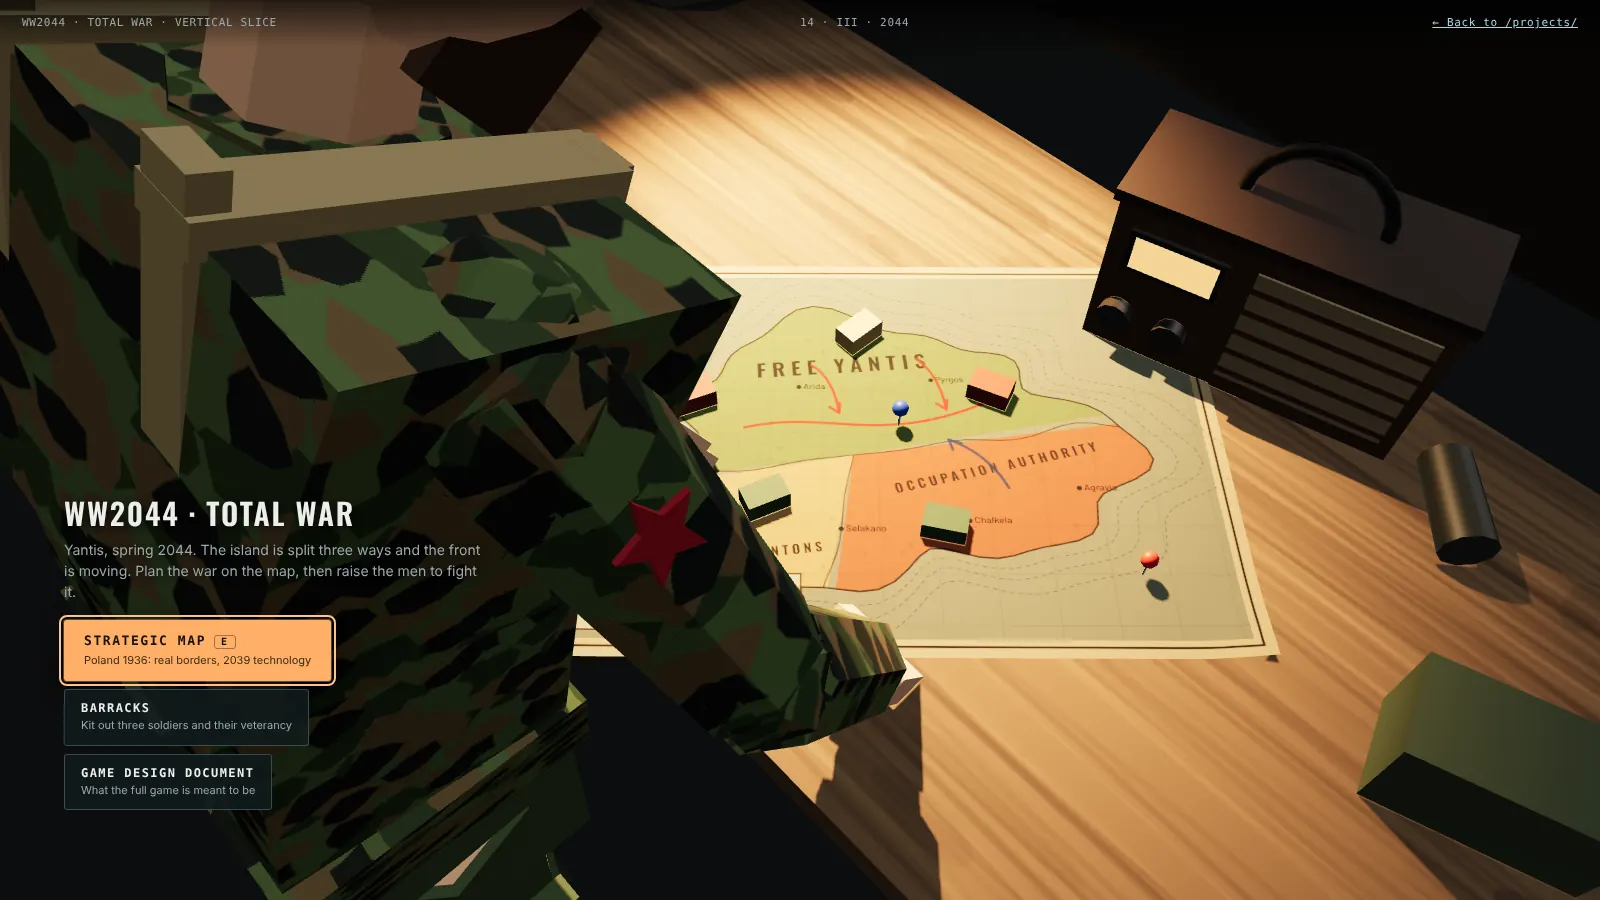 WW2044 · TOTAL WAR · VERTICAL SLICE
14 · III · 2044
← Back to /projects/
FREE YANTIS
Arida
Pyrgos
OCCUPATION AUTHORITY
Agravia
Selakano
Chalkela
NTONS
WW2044 · TOTAL WAR
Yantis, spring 2044. The island is split three ways and the front
is moving. Plan the war on the map, then raise the men to fight
it.
STRATEGIC MAP E
Poland 1936: real borders, 2039 technology
BARRACKS
Kit out three soldiers and their veterancy
GAME DESIGN DOCUMENT
What the full game is meant to be